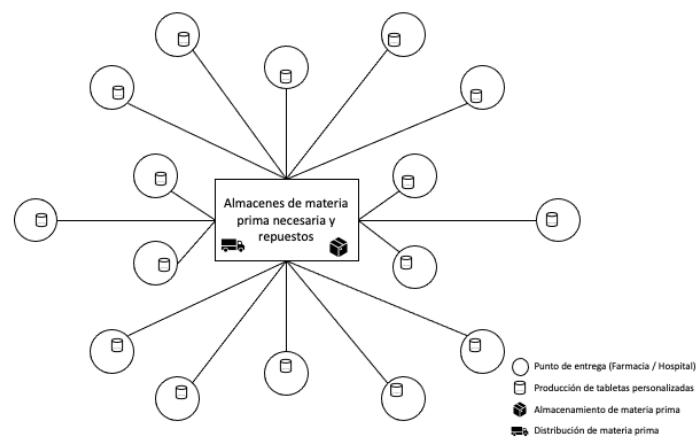 Almacenes de materia
prima necesaria y
repuestos
Punto de entrega (Farmacia / Hospital)
Producción de tabletas personalizadas
Almacenamiento de materia prima
Distribución de materia prima